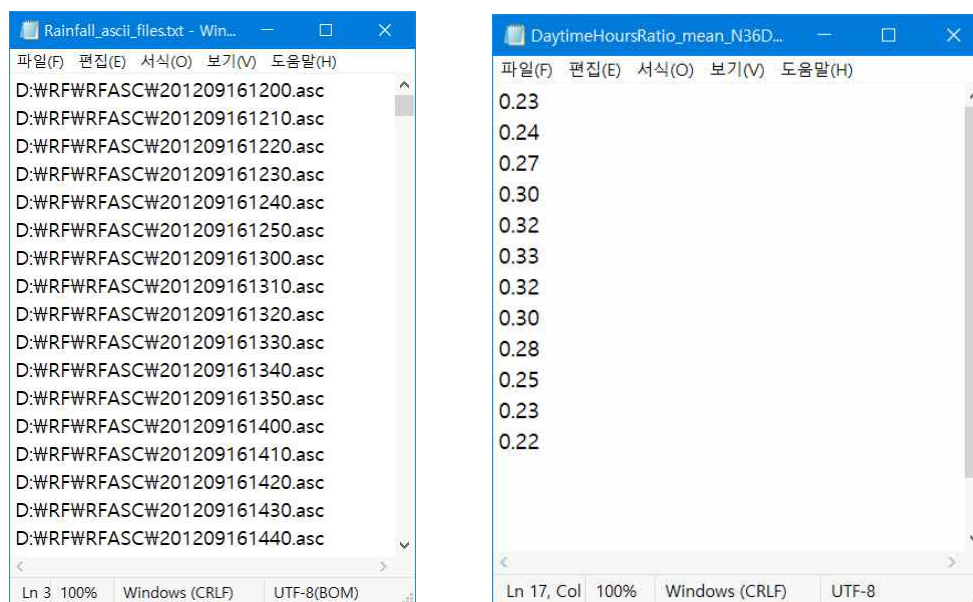 Rainfall_ascii_files.txt - Win...
파일(F) 편집(E) 서식(O) 보기(V) 도움말(H)
D:₩RF₩RFASC₩201209161200.asc
D:₩RF₩RFASC₩201209161210.asc
D:₩RF₩RFASC₩201209161220.asc
D:₩RF₩RFASC₩201209161230.asc
D:₩RF₩RFASC₩201209161240.asc
D:₩RF₩RFASC₩201209161250.asc
D:₩RF₩RFASC₩201209161300.asc
D:₩RF₩RFASC₩201209161310.asc
D:₩RF₩RFASC₩201209161320.asc
D:₩RF₩RFASC₩201209161330.asc
D:₩RF₩RFASC₩201209161340.asc
D:₩RF₩RFASC₩201209161350.asc
D:₩RF₩RFASC₩201209161400.asc
D:₩RF₩RFASC₩201209161410.asc
D:₩RF₩RFASC₩201209161420.asc
D:₩RF₩RFASC₩201209161430.asc
D:₩RF₩RFASC₩201209161440.asc
Ln 3 100% Windows (CRLF) UTF-8(BOM)
DaytimeHoursRatio_mean_N36D...
파일(F) 편집(E) 서식(O) 보기(V) 도움말(H)
0.23
0.24
0.27
0.30
0.32
0.33
0.32
0.30
0.28
0.25
0.23
0.22
Ln 17, Col 100% Windows (CRLF) UTF-8